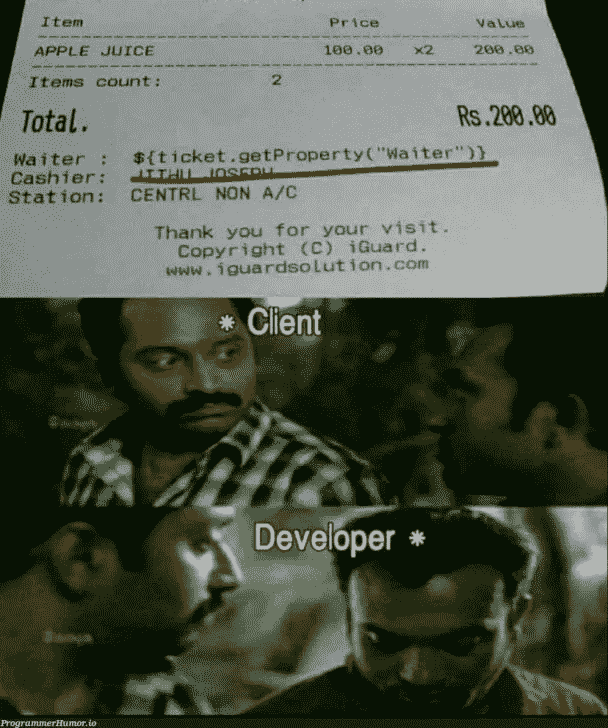 Item Price Value
APPLE JUICE 100.00 x2 200.00
Items count: 2
Total. Rs.200.00
Waiter : ${ticket.getProperty("Waiter")}
Cashier: JITHU JOSEPH
Station: CENTRL NON A/C
Thank you for your visit.
Copyright (C) iGuard.
www.iguardsolution.com
* Client
Developer *
ProgrammerHumor.io